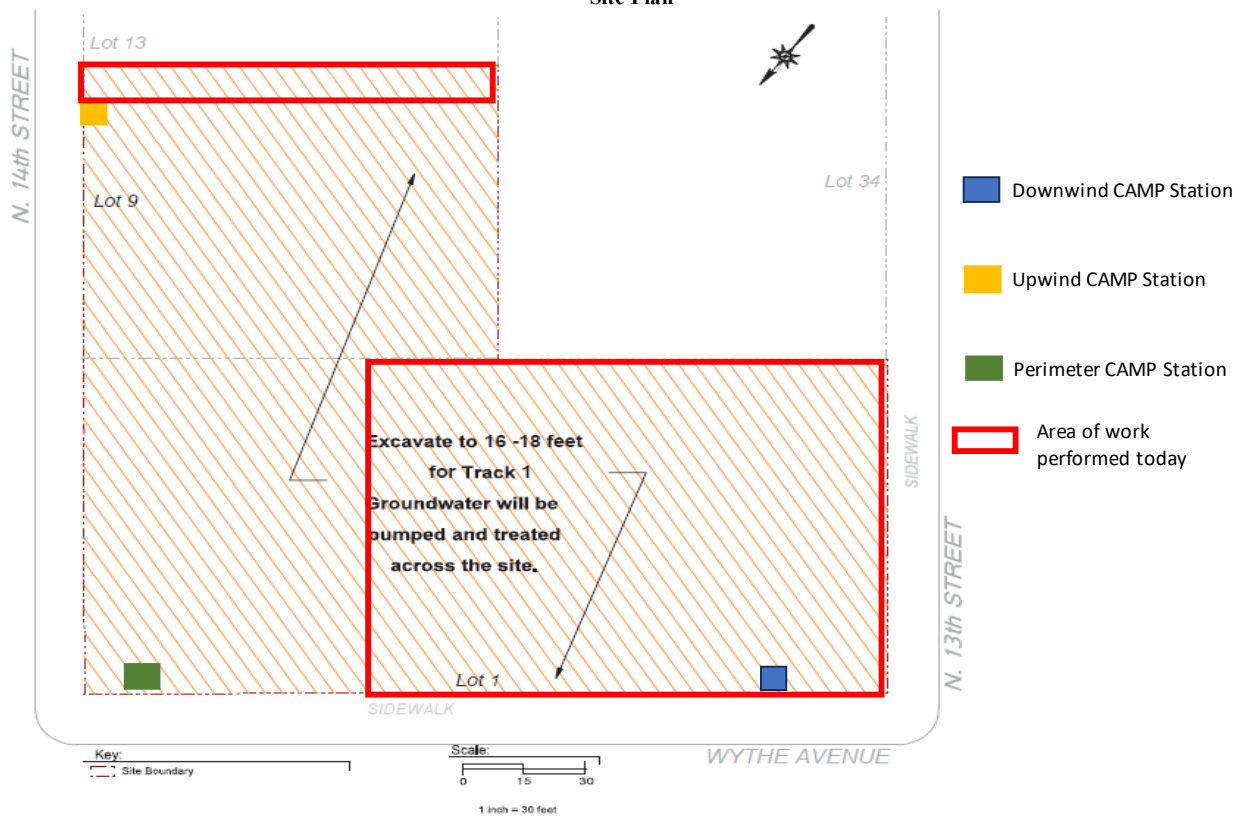 Site Plan
Lot 13
N. 14th STREET
Lot 9
Lot 34
Downwind CAMP Station
Upwind CAMP Station
Perimeter CAMP Station
Area of work
performed today
Excavate to 16 -18 feet
for Track 1
Groundwater will be
pumped and treated
across the site.
SIDEWALK
N. 13th STREET
Lot 1
SIDEWALK
WYTHE AVENUE
Key:
Site Boundary
Scale:
0 15 30
1 inch = 30 feet